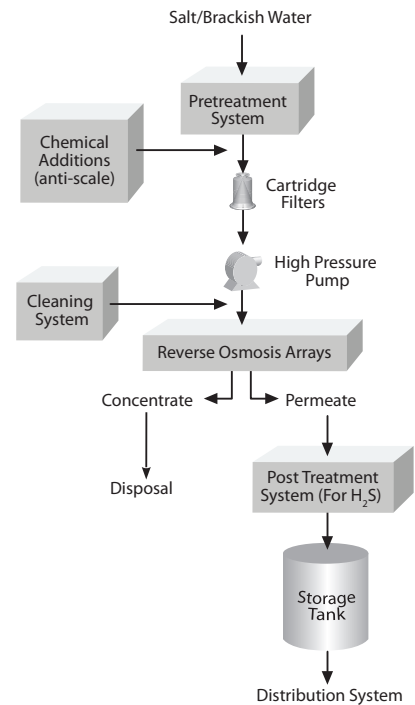 Salt/Brackish Water
Pretreatment
System
Chemical
Additions
(anti-scale)
Cartridge
Filters
High Pressure
Pump
Cleaning
System
Reverse Osmosis Arrays
Concentrate
Permeate
Disposal
Post Treatment
System (For H₂S)
Storage
Tank
Distribution System